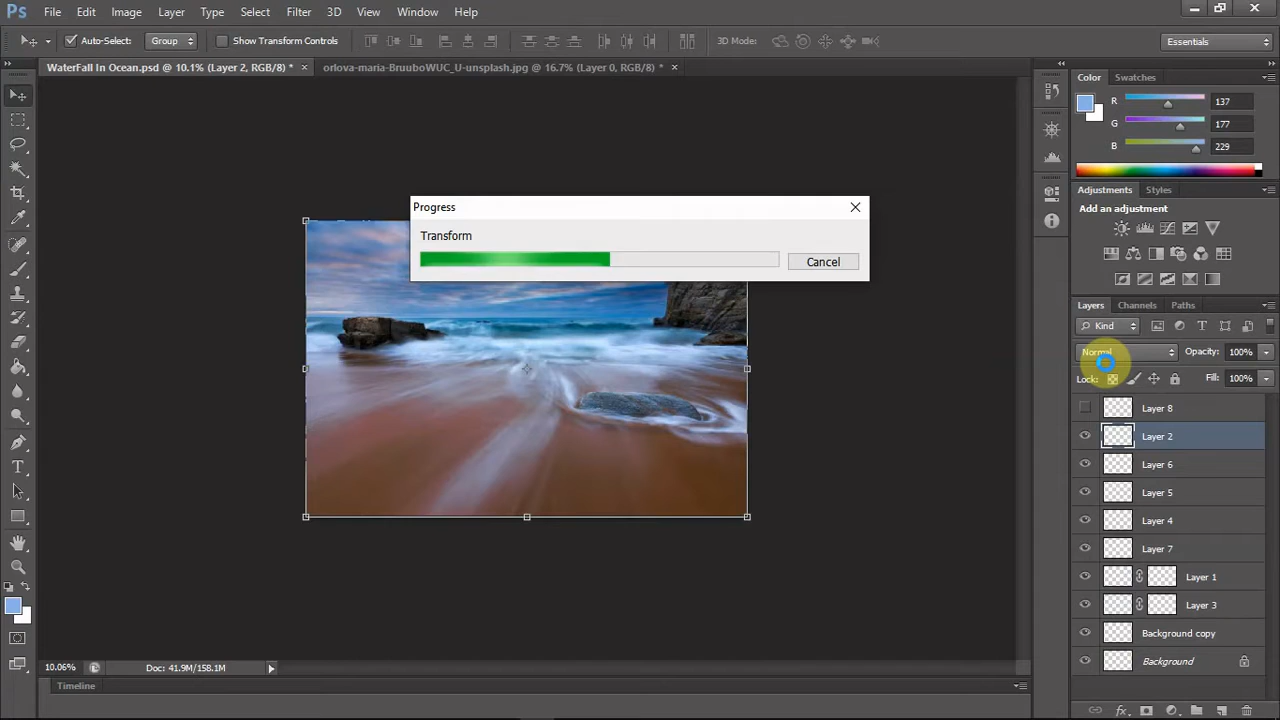 Ps File Edit Image Layer Type Select Filter 3D View Window Help
Auto-Select: Group Show Transform Controls 3D Mode: Essentials
WaterFall In Ocean.psd @ 10.1% (Layer 2, RGB/8) * × orlova-maria-BruuboWUC_U-unsplash.jpg @ 16.7% (Layer 0, RGB/8) * ×
Color Swatches
R 137
G 177
B 229
Adjustments Styles
Add an adjustment
Progress
Transform
Cancel
Layers Channels Paths
Kind
Normal Opacity: 100%
Lock: Fill: 100%
Layer 8
Layer 2
Layer 6
Layer 5
Layer 4
Layer 7
Layer 1
Layer 3
Background copy
Background
10.06% Doc: 41.9M/158.1M
Timeline
fx